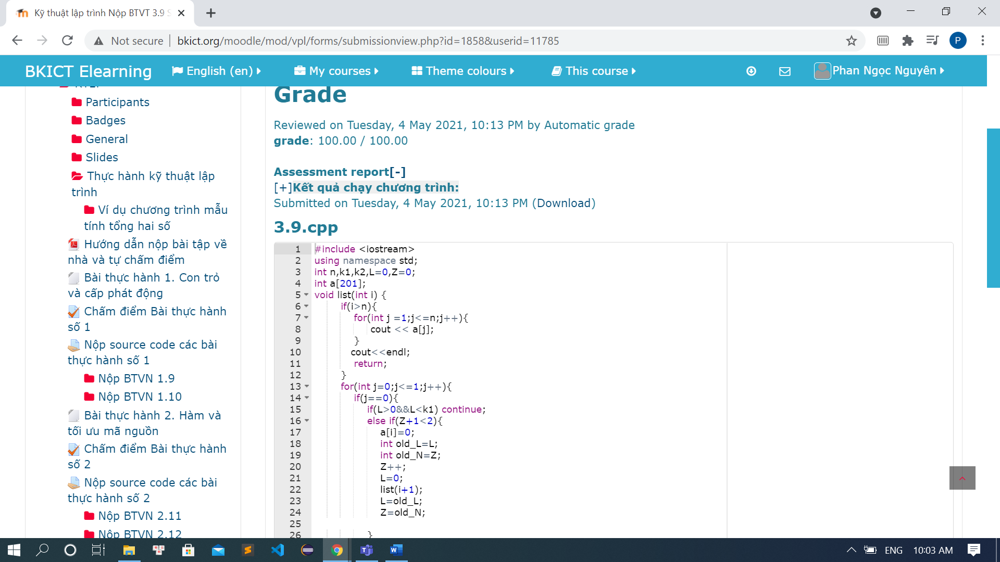 Kỹ thuật lập trình Nộp BTVT 3.9
Not secure
bkict.org/moodle/mod/vpl/forms/submissionview.php?id=1858&userid=11785
P
BKICT Elearning
English (en)
My courses
Theme colours
This course
Phan Ngọc Nguyên
Participants
Badges
General
Slides
Thực hành kỹ thuật lập
trình
Ví dụ chương trình mẫu
tính tổng hai số
Hướng dẫn nộp bài tập về
nhà và tự chấm điểm
Bài thực hành 1. Con trỏ
và cấp phát động
Chấm điểm Bài thực hành
số 1
Nộp source code các bài
thực hành số 1
Nộp BTVN 1.9
Nộp BTVN 1.10
Bài thực hành 2. Hàm và
tối ưu mã nguồn
Chấm điểm Bài thực hành
số 2
Nộp source code các bài
thực hành số 2
Nộp BTVN 2.11
Nộp BTVN 2.12
Grade
Reviewed on Tuesday, 4 May 2021, 10:13 PM by Automatic grade
grade: 100.00 / 100.00
Assessment report[-]
[+]Kết quả chạy chương trình:
Submitted on Tuesday, 4 May 2021, 10:13 PM (Download)
3.9.cpp
1 #include <iostream>
2 using namespace std;
3 int n,k1,k2,L=0,Z=0;
4 int a[201];
5 void list(int i) {
6 if(i>n){
7 for(int j =1;j<=n;j++){
8 cout << a[j];
9 }
10 cout<<endl;
11 return;
12 }
13 for(int j=0;j<=1;j++){
14 if(j==0){
15 if(L>0&&L<k1) continue;
16 else if(Z+1<2){
17 a[i]=0;
18 int old_L=L;
19 int old_N=Z;
20 Z++;
21 L=0;
22 list(i+1);
23 L=old_L;
24 Z=old_N;
25
26 }
ENG
10:03 AM